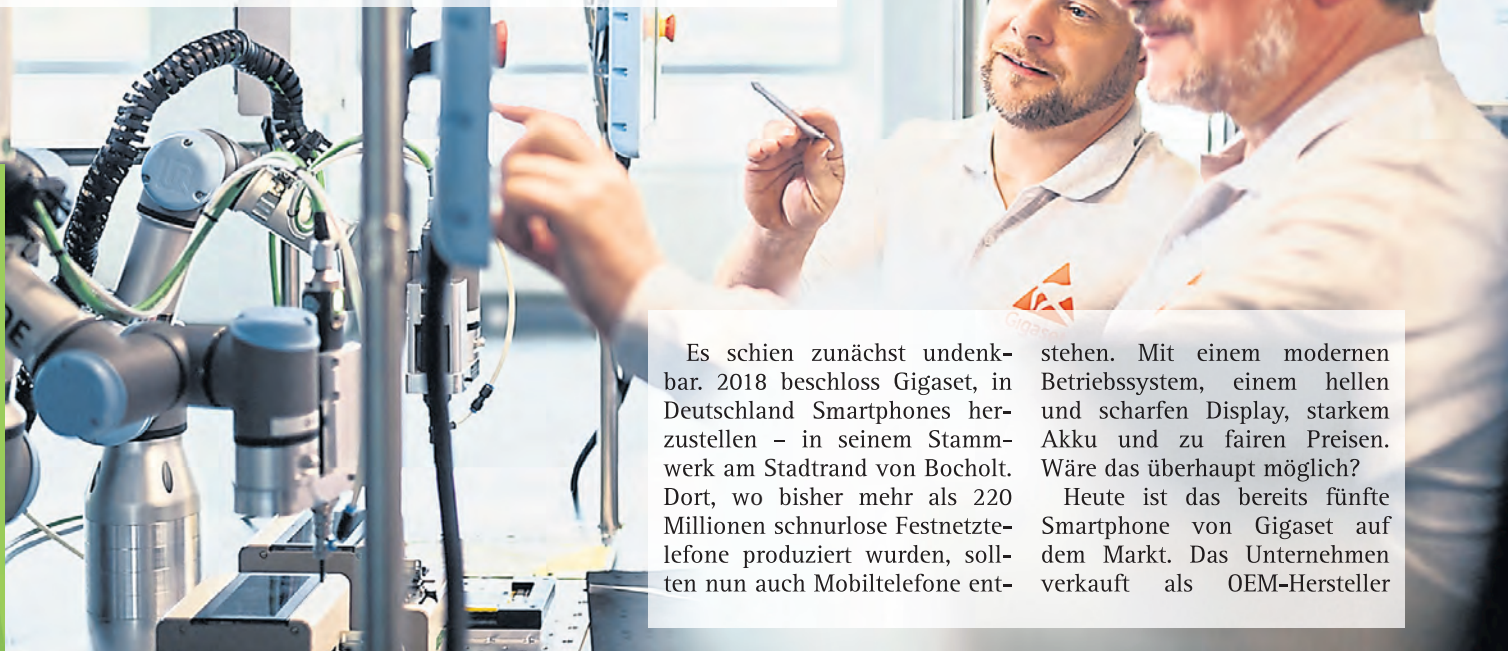 Es schien zunächst undenk-
bar. 2018 beschloss Gigaset, in
Deutschland Smartphones her-
zustellen – in seinem Stamm-
werk am Stadtrand von Bocholt.
Dort, wo bisher mehr als 220
Millionen schnurlose Festnetzte-
lefone produziert wurden, soll-
ten nun auch Mobiltelefone ent-
stehen. Mit einem modernen
Betriebssystem, einem hellen
und scharfen Display, starkem
Akku und zu fairen Preisen.
Wäre das überhaupt möglich?
Heute ist das bereits fünfte
Smartphone von Gigaset auf
dem Markt. Das Unternehmen
verkauft als OEM-Hersteller
Gigaset
UR
DE